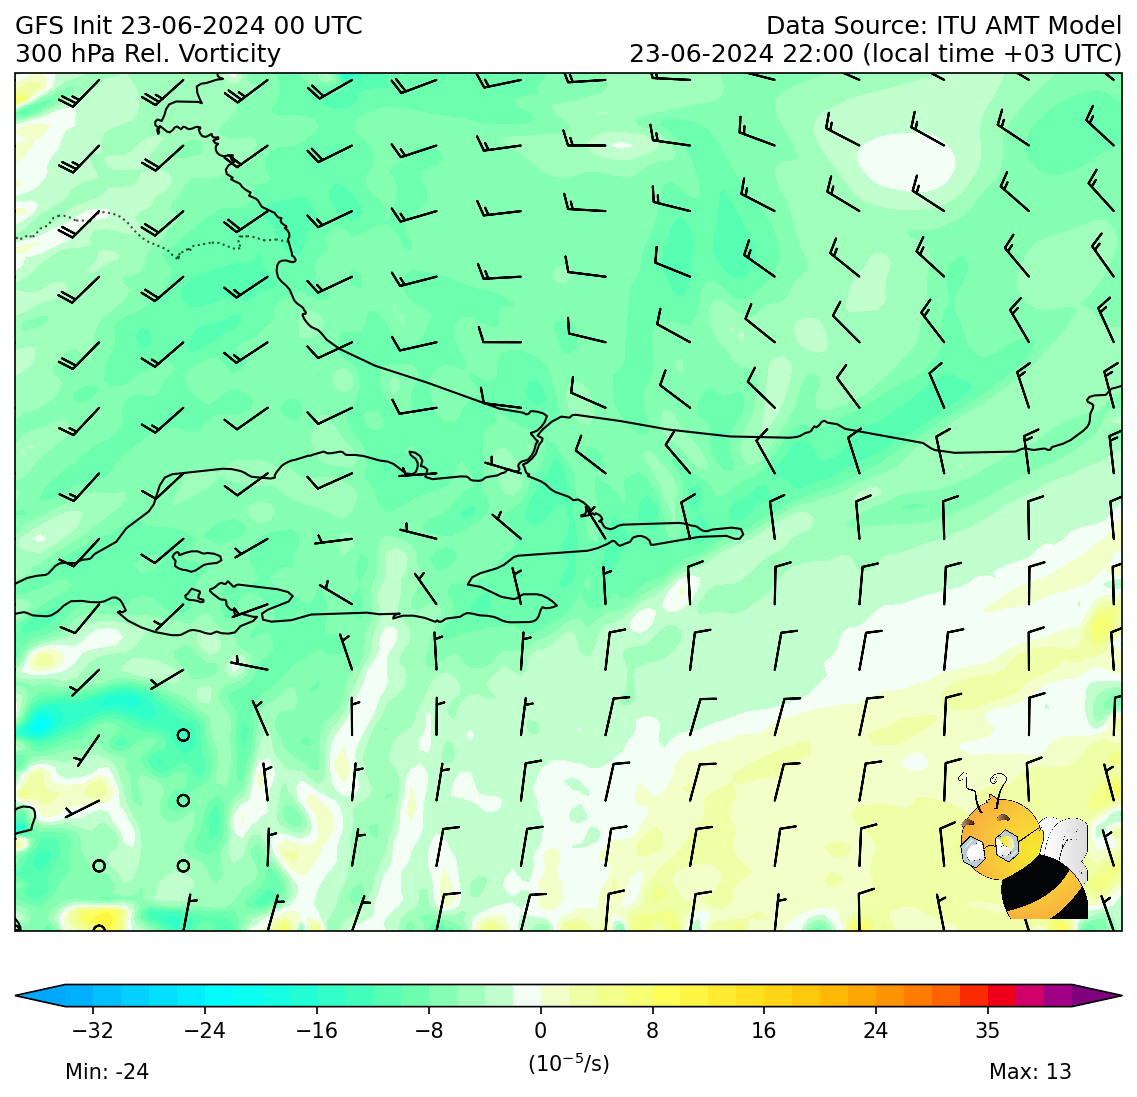 GFS Init 23-06-2024 00 UTC
Data Source: ITU AMT Model
300 hPa Rel. Vorticity
23-06-2024 22:00 (local time +03 UTC)
−32 −24 −16 −8 0 8 16 24 35
(10⁻⁵/s)
Min: -24
Max: 13